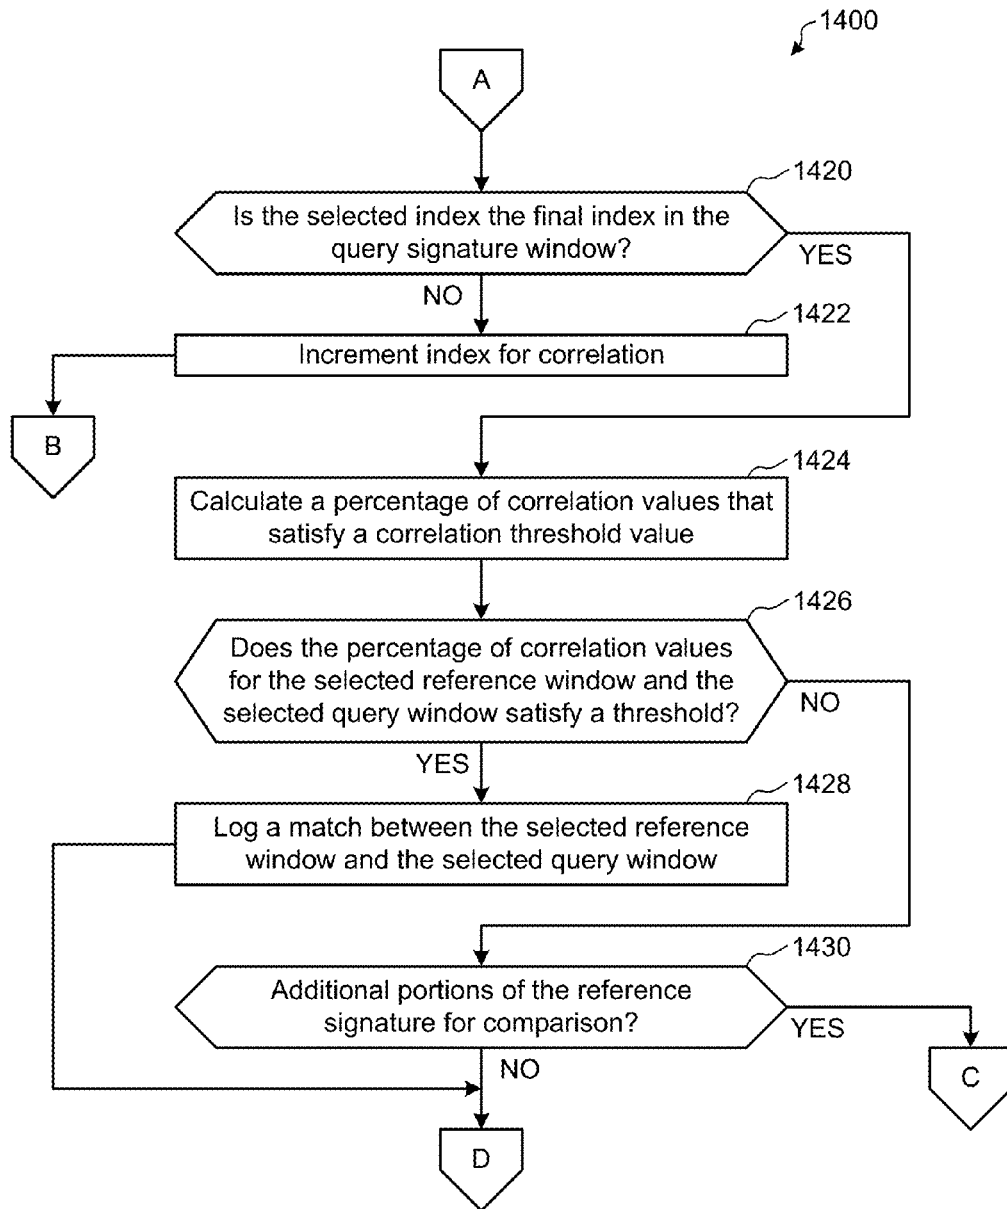 1400
A
1420
Is the selected index the final index in the
query signature window?
YES
NO
1422
Increment index for correlation
B
1424
Calculate a percentage of correlation values that
satisfy a correlation threshold value
1426
Does the percentage of correlation values
for the selected reference window and the
selected query window satisfy a threshold?
NO
YES
1428
Log a match between the selected reference
window and the selected query window
1430
Additional portions of the reference
signature for comparison?
YES
NO
C
D